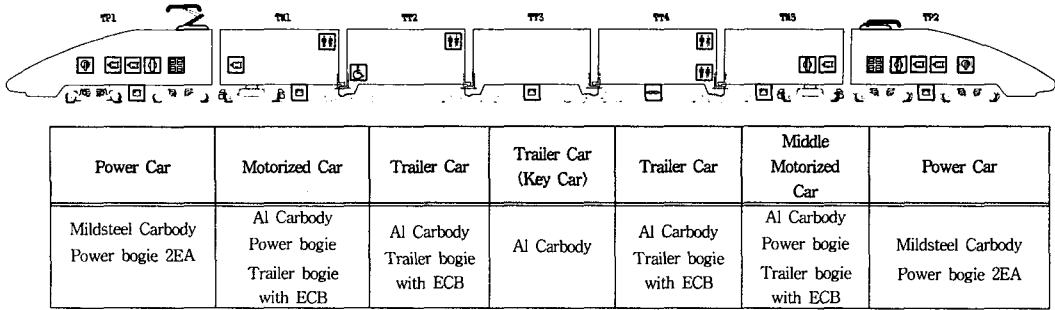 TP1 TM1 TT2 TT3 TT4 TM5 TP2
Power Car
Motorized Car
Trailer Car
Trailer Car
(Key Car)
Trailer Car
Middle
Motorized
Car
Power Car
Mildsteel Carbody
Power bogie 2EA
Al Carbody
Power bogie
Trailer bogie
with ECB
Al Carbody
Trailer bogie
with ECB
Al Carbody
Al Carbody
Trailer bogie
with ECB
Al Carbody
Power bogie
Trailer bogie
with ECB
Mildsteel Carbody
Power bogie 2EA